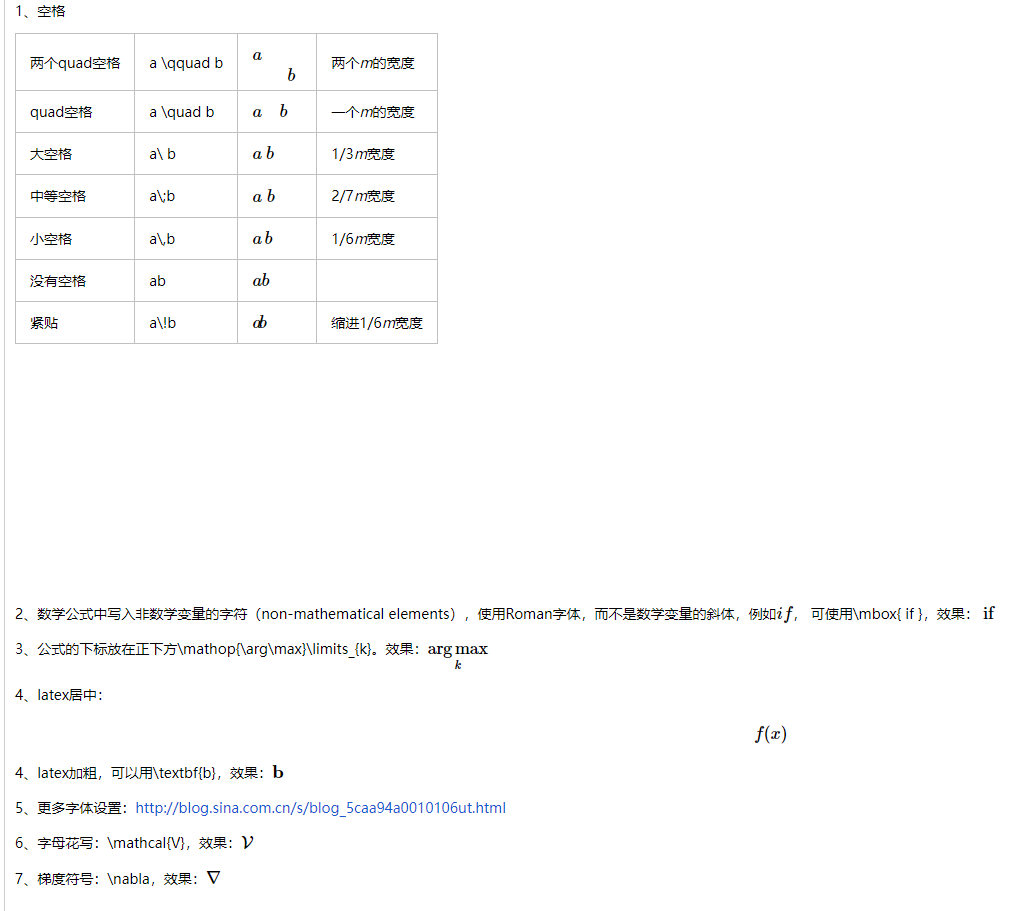 1、空格
两个quad空格 a \qquad b a b 两个m的宽度
quad空格 a \quad b a b 一个m的宽度
大空格 a\ b a b 1/3m宽度
中等空格 a\;b a b 2/7m宽度
小空格 a\,b a b 1/6m宽度
没有空格 ab ab
紧贴 a\!b ab 缩进1/6m宽度
2、数学公式中写入非数学变量的字符（non-mathematical elements），使用Roman字体，而不是数学变量的斜体，例如if， 可使用\mbox{ if }，效果： if
3、公式的下标放在正下方\mathop{\arg\max}\limits_{k}。效果：arg max k
4、latex居中：
f(x)
4、latex加粗，可以用\textbf{b}，效果：b
5、更多字体设置：http://blog.sina.com.cn/s/blog_5caa94a0010106ut.html
6、字母花写：\mathcal{V}，效果：𝒱
7、梯度符号：\nabla，效果：∇